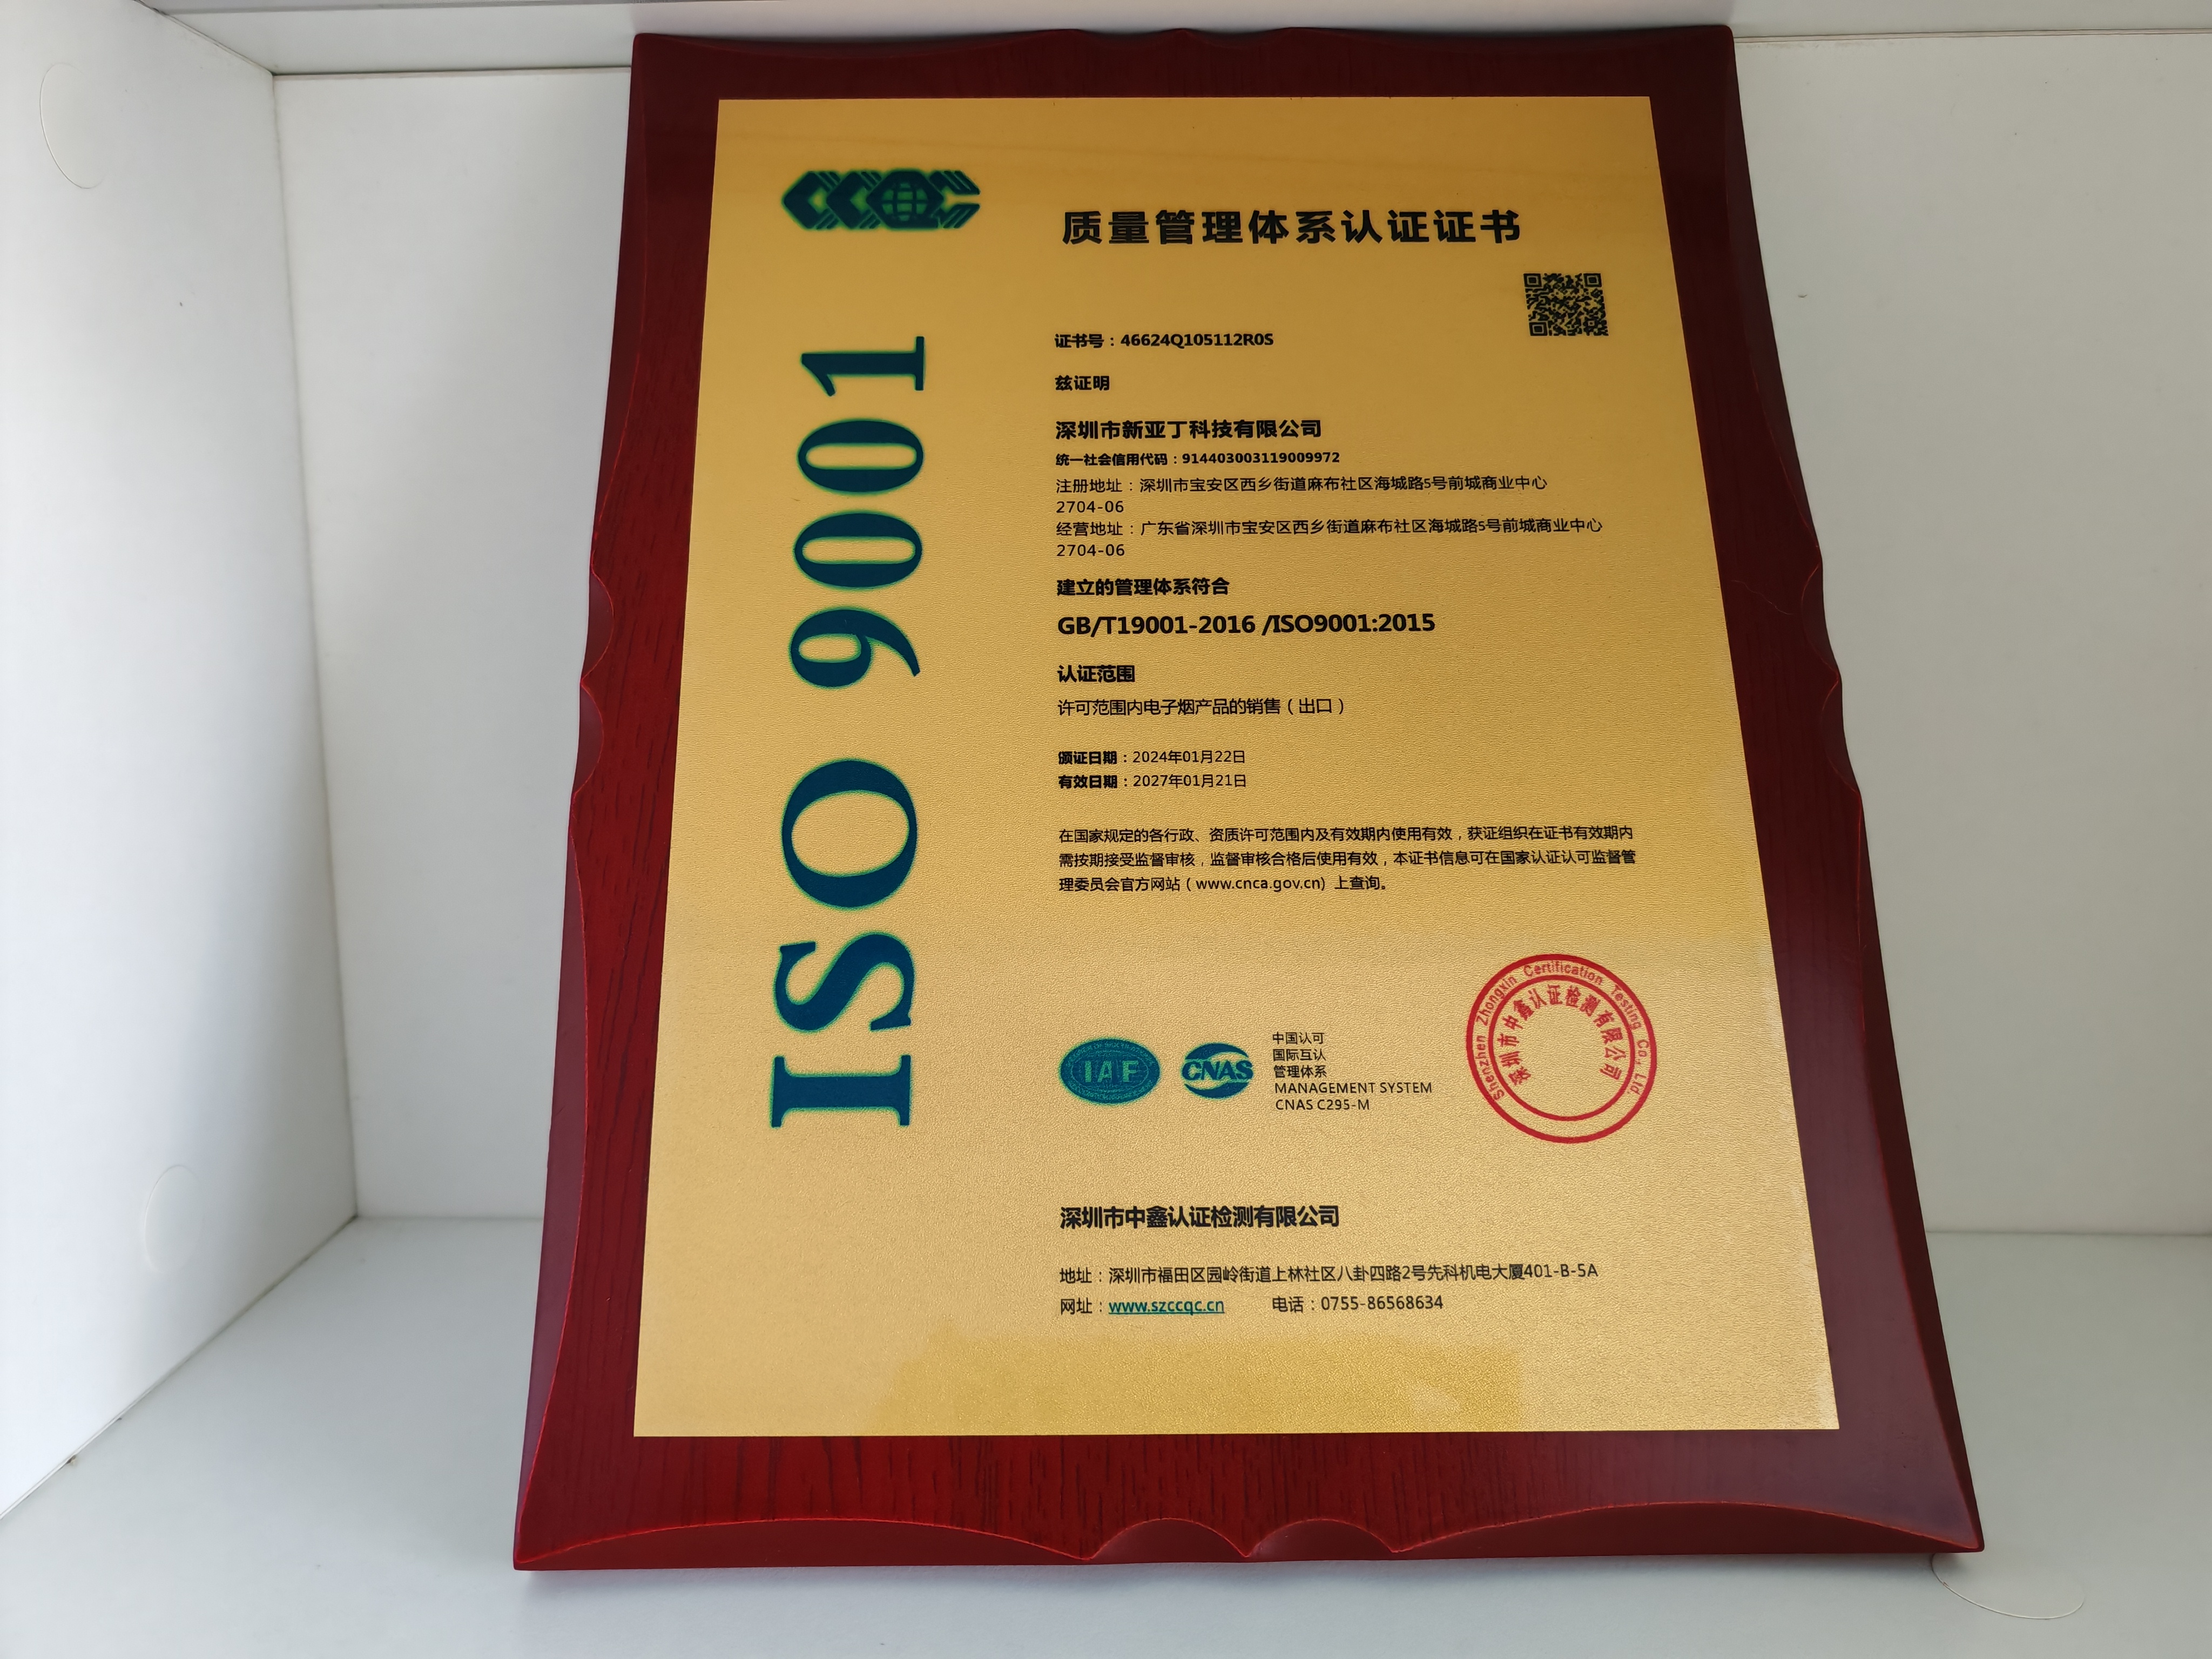 CCQC
质量管理体系认证证书
ISO 9001
证书号：46624Q105112R0S
兹证明
深圳市新亚丁科技有限公司
统一社会信用代码：914403003119009972
注册地址：深圳市宝安区西乡街道麻布社区海城路5号前城商业中心
2704-06
经营地址：广东省深圳市宝安区西乡街道麻布社区海城路5号前城商业中心
2704-06
建立的管理体系符合
GB/T19001-2016 /ISO9001:2015
认证范围
许可范围内电子烟产品的销售（出口）
颁证日期：2024年01月22日
有效日期：2027年01月21日
在国家规定的各行政、资质许可范围内及有效期内使用有效，获证组织在证书有效期内
需按期接受监督审核，监督审核合格后使用有效，本证书信息可在国家认证认可监督管
理委员会官方网站（www.cnca.gov.cn）上查询。
IAF
CNAS
中国认可
国际互认
管理体系
MANAGEMENT SYSTEM
CNAS C295-M
Shenzhen Zhongxin Certification Testing Co., Ltd.
深圳市中鑫认证检测有限公司
深圳市中鑫认证检测有限公司
地址：深圳市福田区园岭街道上林社区八卦四路2号先科机电大厦401-B-5A
网址：www.szccqc.cn 电话：0755-86568634